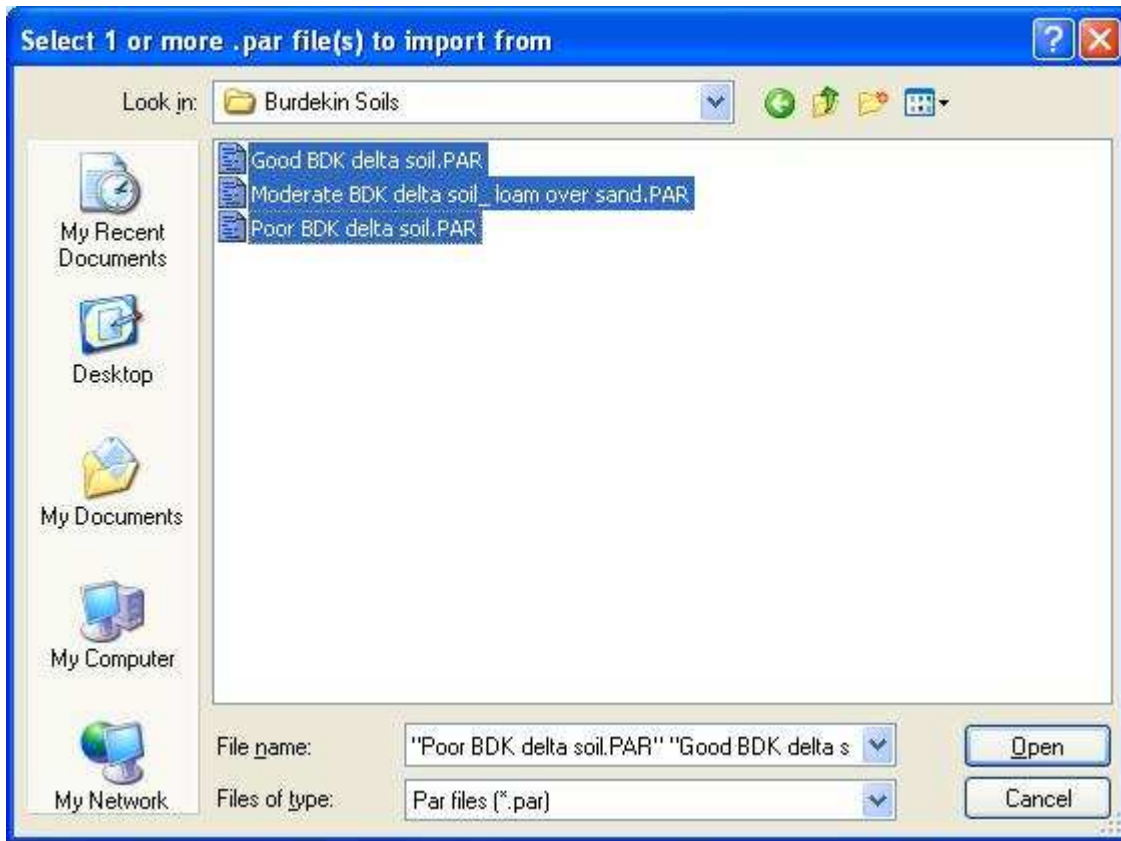 Select 1 or more .par file(s) to import from
Look in: Burdekin Soils
Good BDK delta soil.PAR
Moderate BDK delta soil_ loam over sand.PAR
Poor BDK delta soil.PAR
My Recent
Documents
Desktop
My Documents
My Computer
My Network
File name: "Poor BDK delta soil.PAR" "Good BDK delta s
Open
Files of type: Par files (*.par)
Cancel